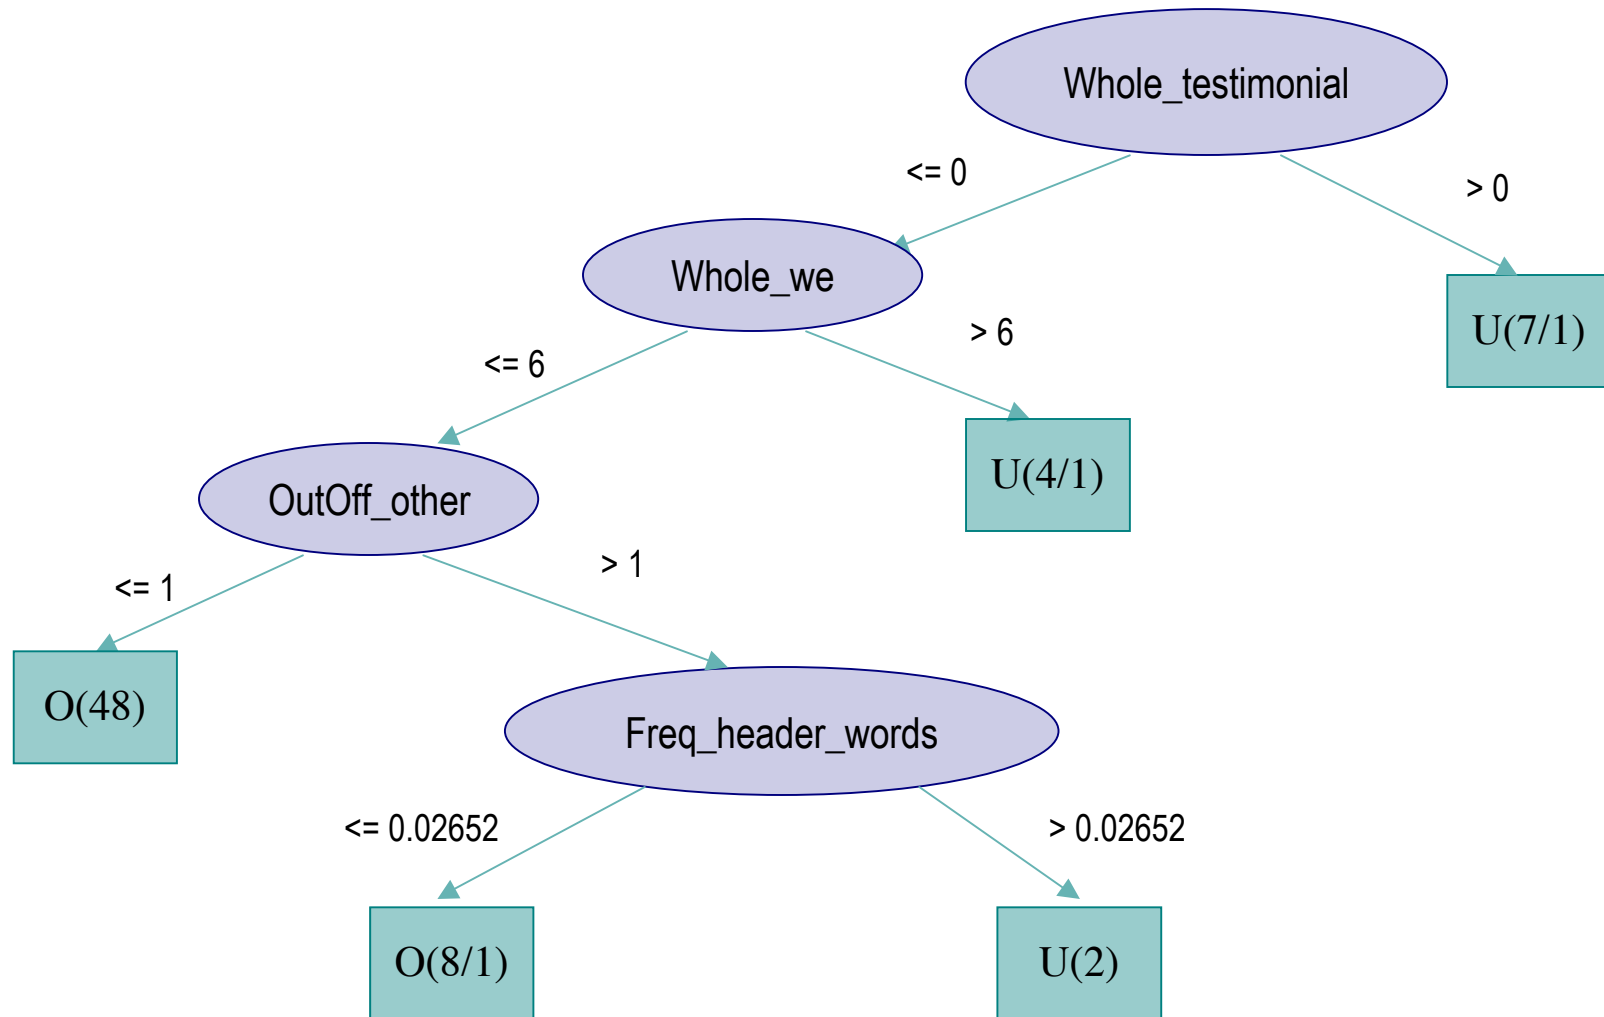 Whole_testimonial
<= 0
> 0
Whole_we
U(7/1)
<= 6
> 6
OutOff_other
U(4/1)
<= 1
> 1
O(48)
Freq_header_words
<= 0.02652
> 0.02652
O(8/1)
U(2)